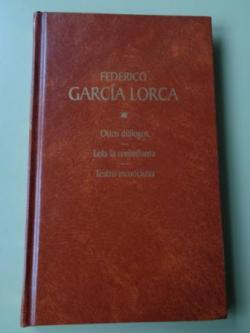 FEDERICO
GARCÍA LORCA
Otros diálogos
Lola la comedianta
Teatro inconcluso